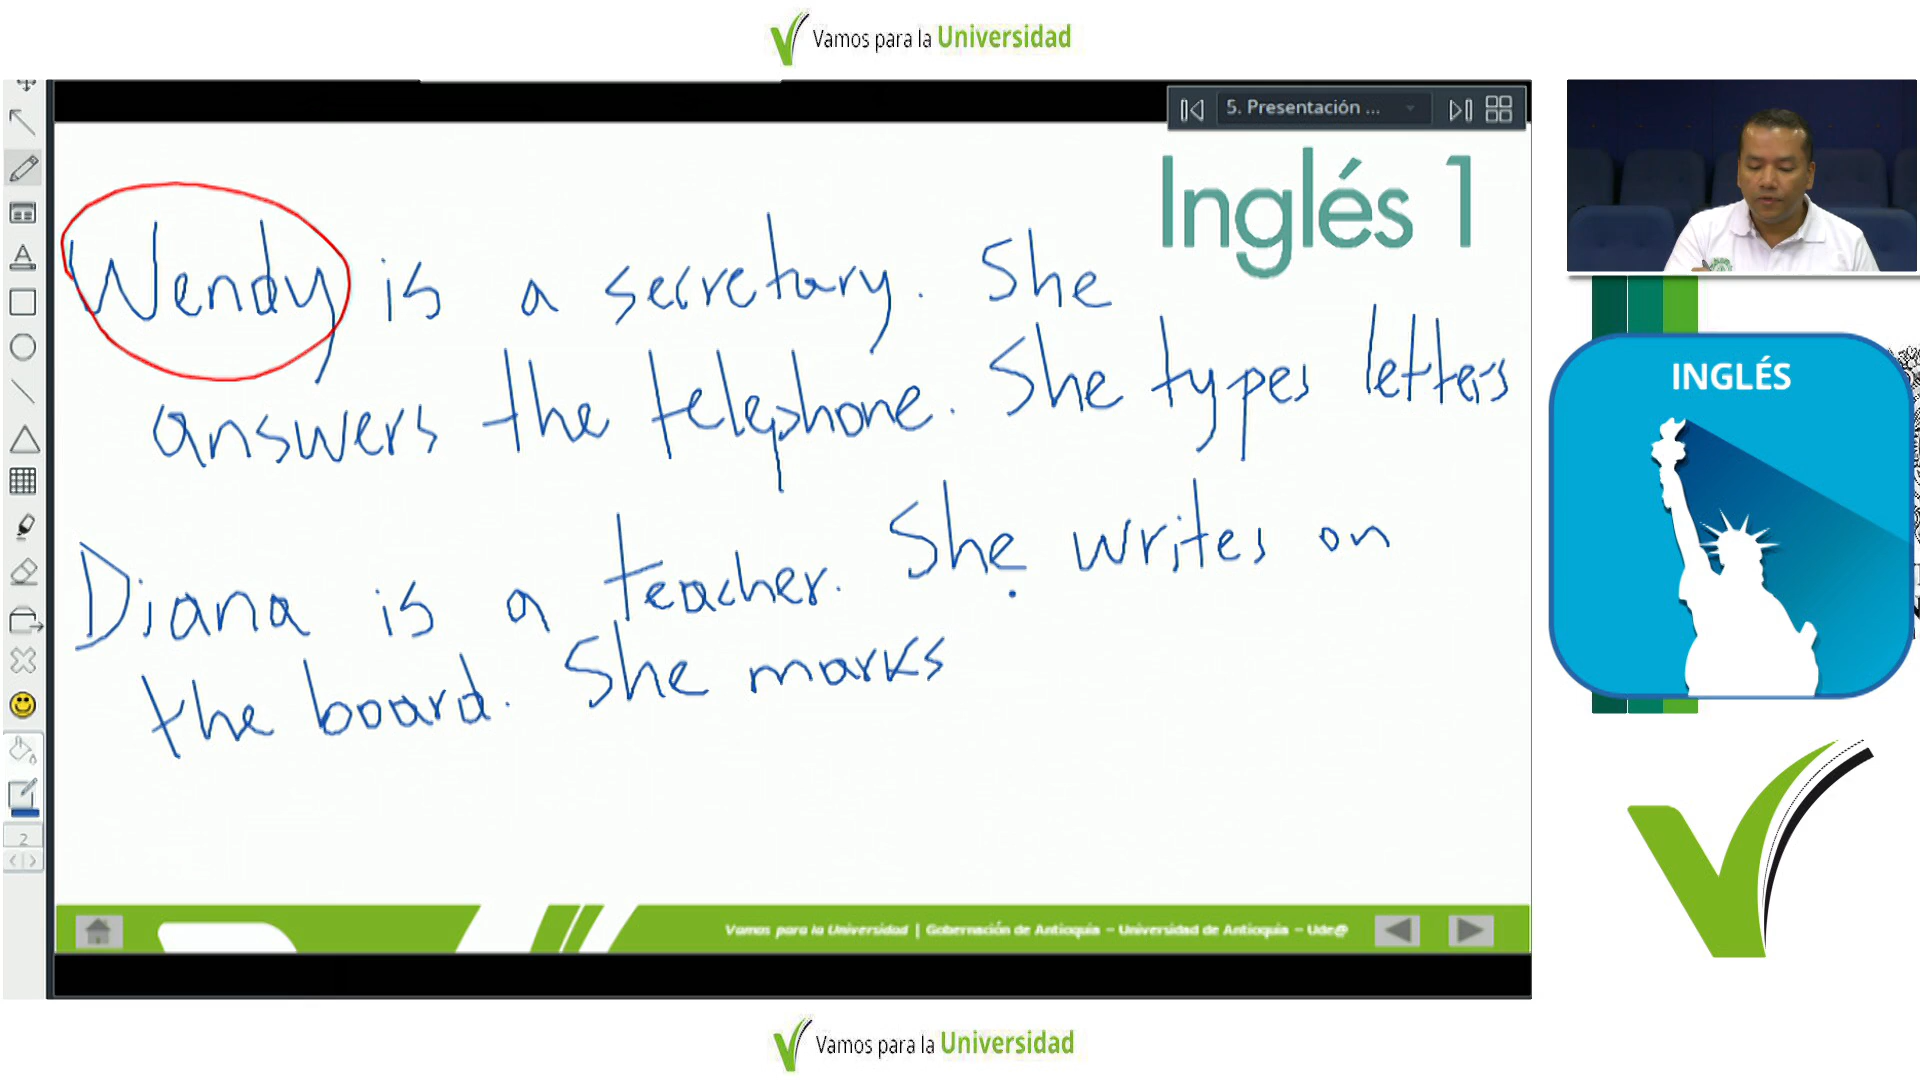 Vamos para la Universidad
5. Presentación ...
Inglés 1
Wendy is a secretary. She
answers the telephone. She types letters
Diana is a teacher. She writes on
the board. She marks
INGLÉS
2
Vamos para la Universidad | Gobernación de Antioquia – Universidad de Antioquia – Ude@
Vamos para la Universidad